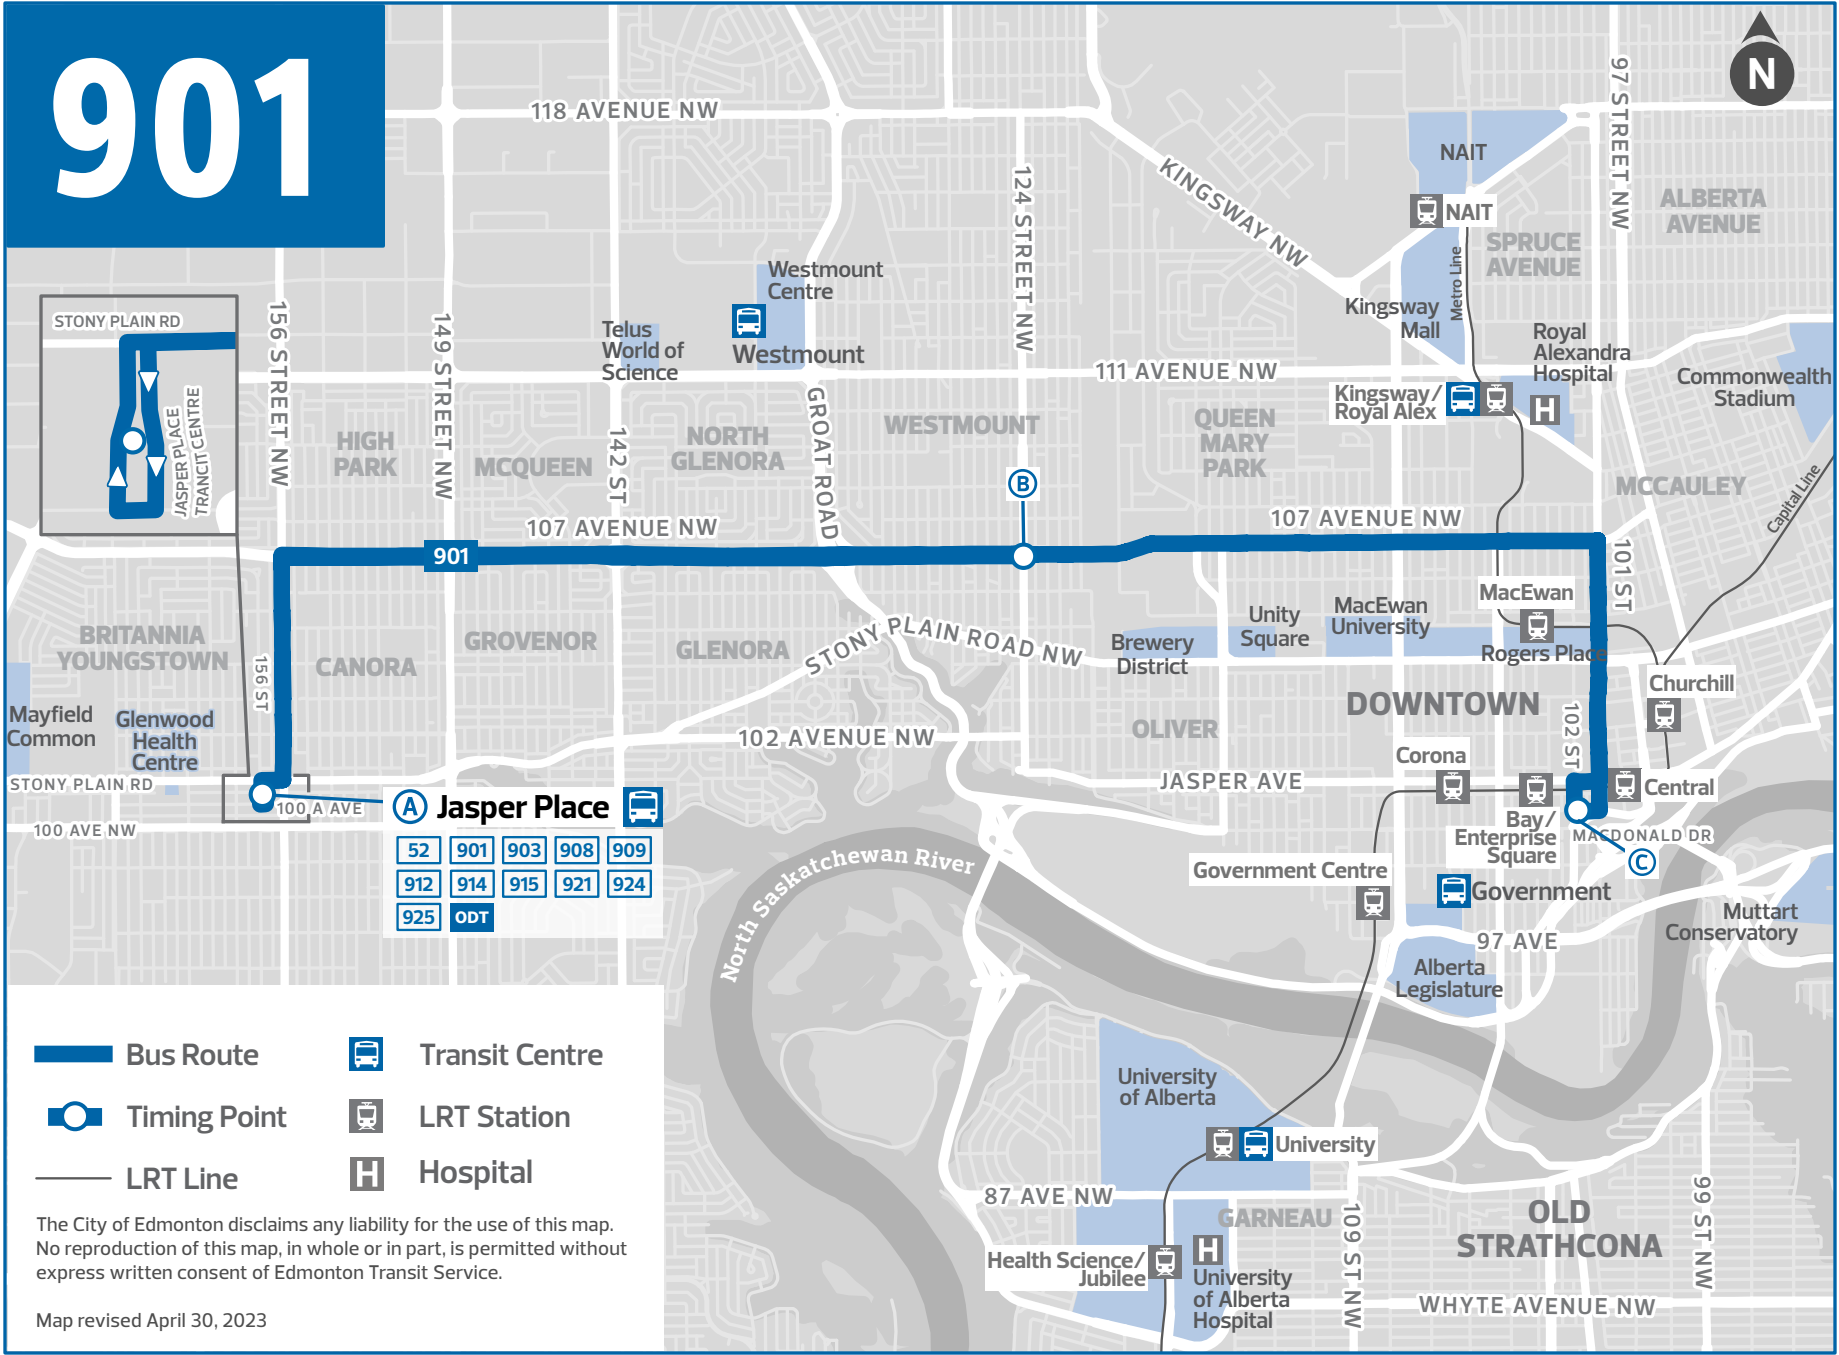 901
N
118 AVENUE NW
97 STREET NW
NAIT
NAIT
ALBERTA
AVENUE
KINGSWAY NW
124 STREET NW
SPRUCE
AVENUE
Metro Line
Westmount
Centre
Westmount
Telus
World of
Science
Kingsway
Mall
Royal
Alexandra
Hospital
STONY PLAIN RD
JASPER PLACE
TRANCIT CENTRE
156 STREET NW
149 STREET NW
111 AVENUE NW
Commonwealth
Stadium
Kingsway/
Royal Alex
H
GROAT ROAD
WESTMOUNT
QUEEN
MARY
PARK
HIGH
PARK
MCQUEEN
142 ST
NORTH
GLENORA
MCCAULEY
Capital Line
B
107 AVENUE NW
107 AVENUE NW
901
101 ST
MacEwan
BRITANNIA
YOUNGSTOWN
156 ST
CANORA
GROVENOR
GLENORA
STONY PLAIN ROAD NW
Brewery
District
Unity
Square
MacEwan
University
Rogers Place
Churchill
DOWNTOWN
102 ST
OLIVER
102 AVENUE NW
Mayfield
Common
Glenwood
Health
Centre
Corona
JASPER AVE
Central
STONY PLAIN RD
100 A AVE
100 AVE NW
A Jasper Place
52 901 903 908 909
912 914 915 921 924
925 ODT
Bay/
Enterprise
Square
MACDONALD DR
C
Government Centre
Government
North Saskatchewan River
97 AVE
Muttart
Conservatory
Alberta
Legislature
University
of Alberta
University
87 AVE NW
GARNEAU
109 ST NW
OLD
STRATHCONA
99 ST NW
Health Science/
Jubilee
H
University
of Alberta
Hospital
WHYTE AVENUE NW
Bus Route
Transit Centre
Timing Point
LRT Station
LRT Line
H Hospital
The City of Edmonton disclaims any liability for the use of this map.
No reproduction of this map, in whole or in part, is permitted without
express written consent of Edmonton Transit Service.
Map revised April 30, 2023